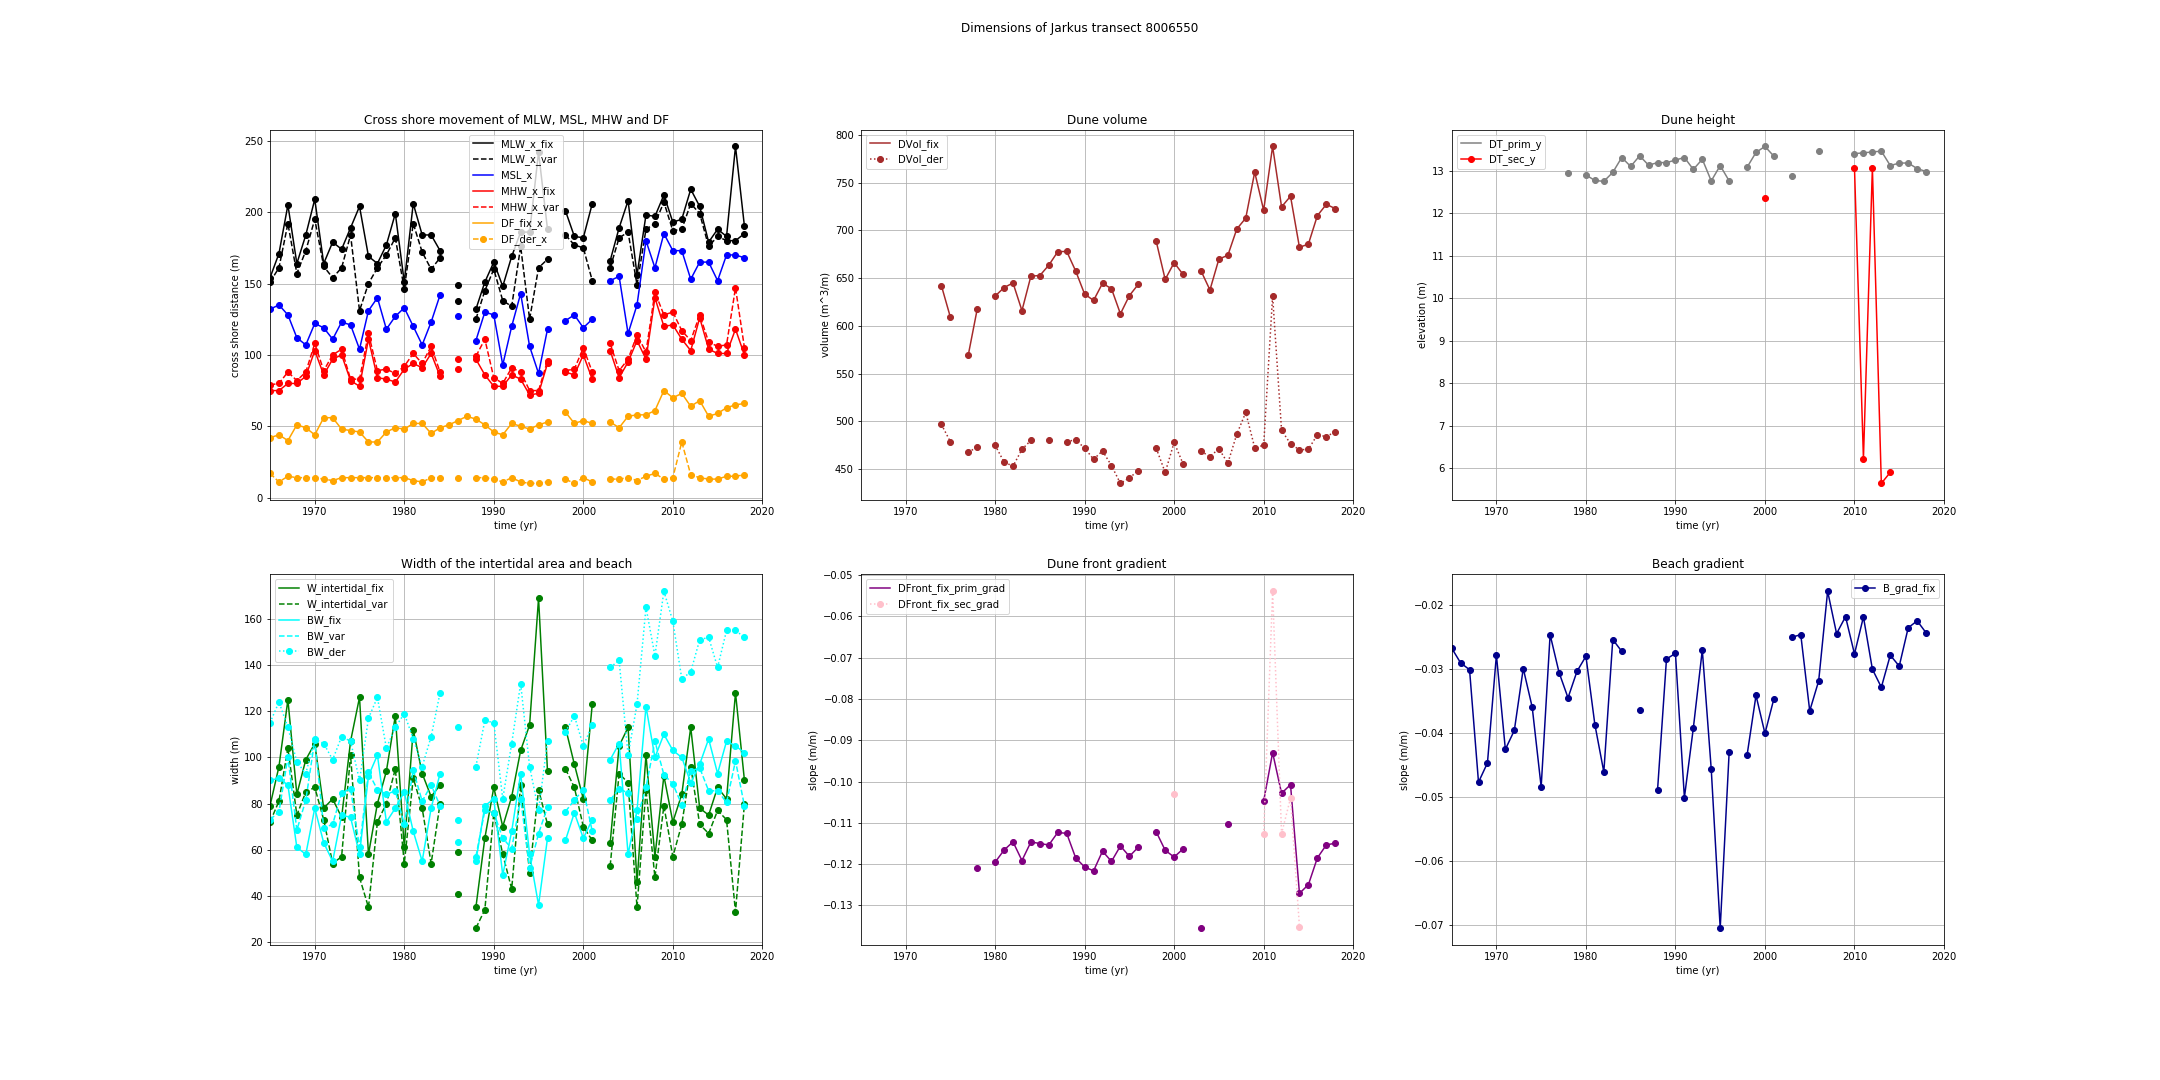 Dimensions of Jarkus transect 8006550
Cross shore movement of MLW, MSL, MHW and DF
250
200
150
100
50
0
cross shore distance (m)
MLW_x_fix
MLW_x_var
MSL_x
MHW_x_fix
MHW_x_var
DF_fix_x
DF_der_x
1970 1980 1990 2000 2010 2020
time (yr)
Dune volume
800
750
700
650
600
550
500
450
volume (m^3/m)
DVol_fix
DVol_der
1970 1980 1990 2000 2010 2020
time (yr)
Dune height
13
12
11
10
9
8
7
6
elevation (m)
DT_prim_y
DT_sec_y
1970 1980 1990 2000 2010 2020
time (yr)
Width of the intertidal area and beach
160
140
120
100
80
60
40
20
width (m)
W_intertidal_fix
W_intertidal_var
BW_fix
BW_var
BW_der
1970 1980 1990 2000 2010 2020
time (yr)
Dune front gradient
−0.05
−0.06
−0.07
−0.08
−0.09
−0.10
−0.11
−0.12
−0.13
slope (m/m)
DFront_fix_prim_grad
DFront_fix_sec_grad
1970 1980 1990 2000 2010 2020
time (yr)
Beach gradient
−0.02
−0.03
−0.04
−0.05
−0.06
−0.07
slope (m/m)
B_grad_fix
1970 1980 1990 2000 2010 2020
time (yr)